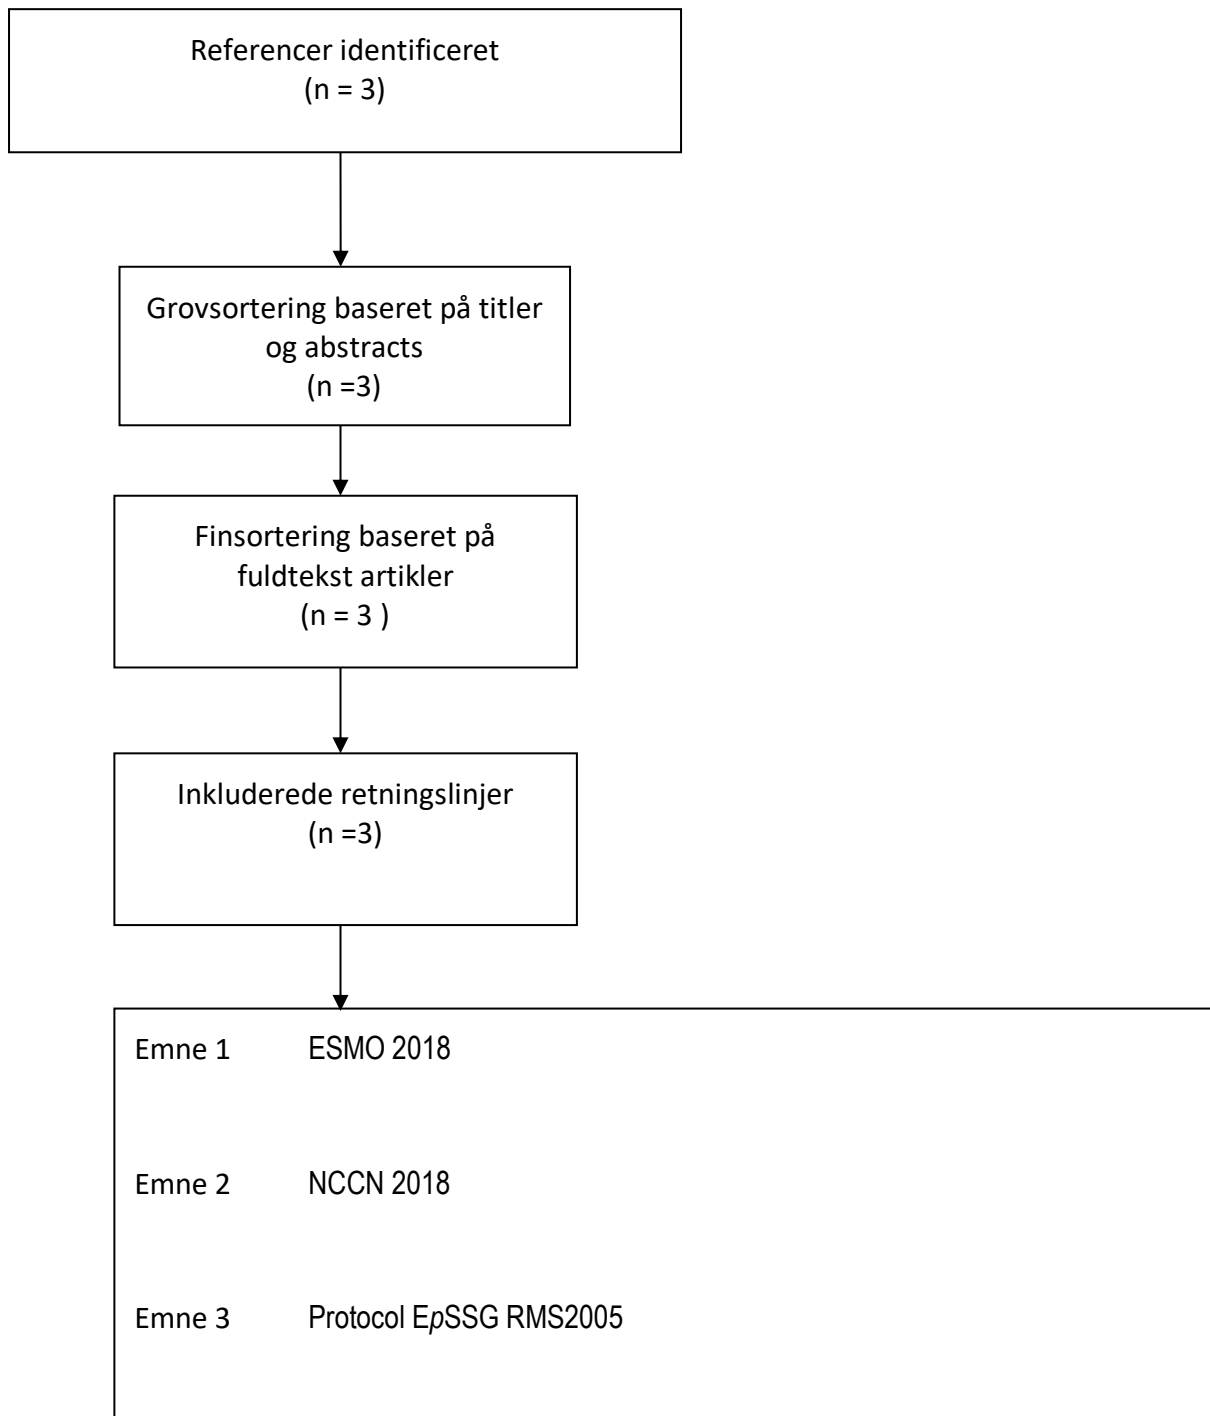 Referencer identificeret
(n = 3)
Grovsortering baseret på titler
og abstracts
(n =3)
Finsortering baseret på
fuldtekst artikler
(n = 3 )
Inkluderede retningslinjer
(n =3)
Emne 1 ESMO 2018
Emne 2 NCCN 2018
Emne 3 Protocol EpSSG RMS2005